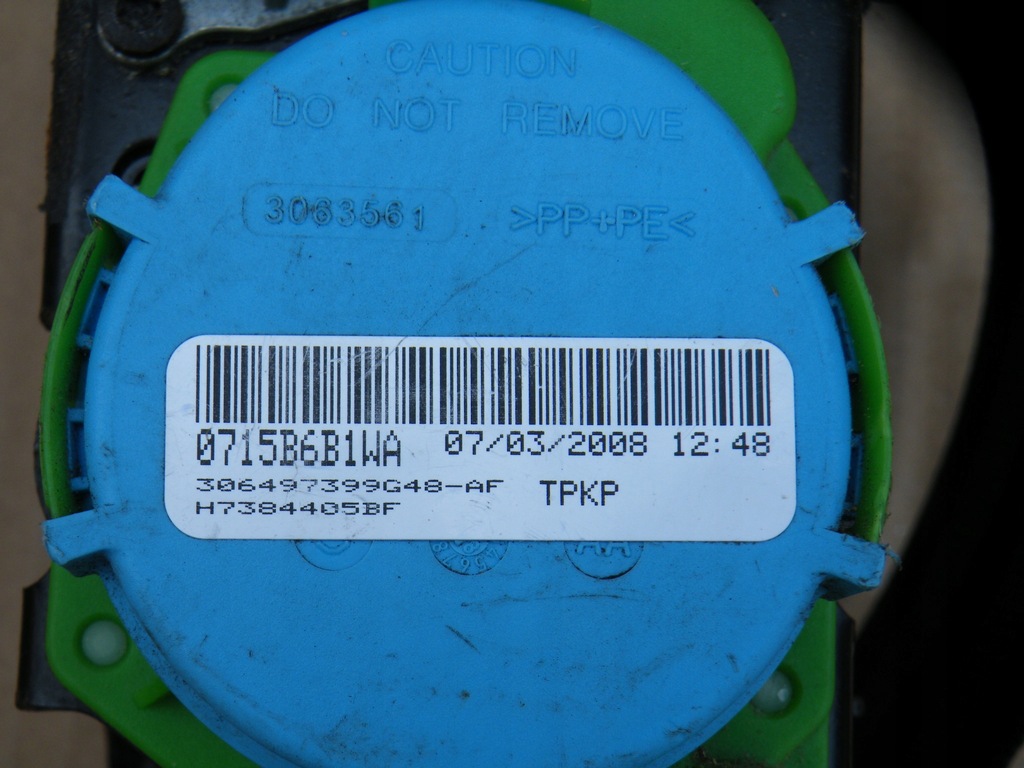 CAUTION
DO NOT REMOVE
3063561 >PP+PE<
0715B6B1WA 07/03/2008 12:48
306497399G48-AF TPKP
H7384405BF